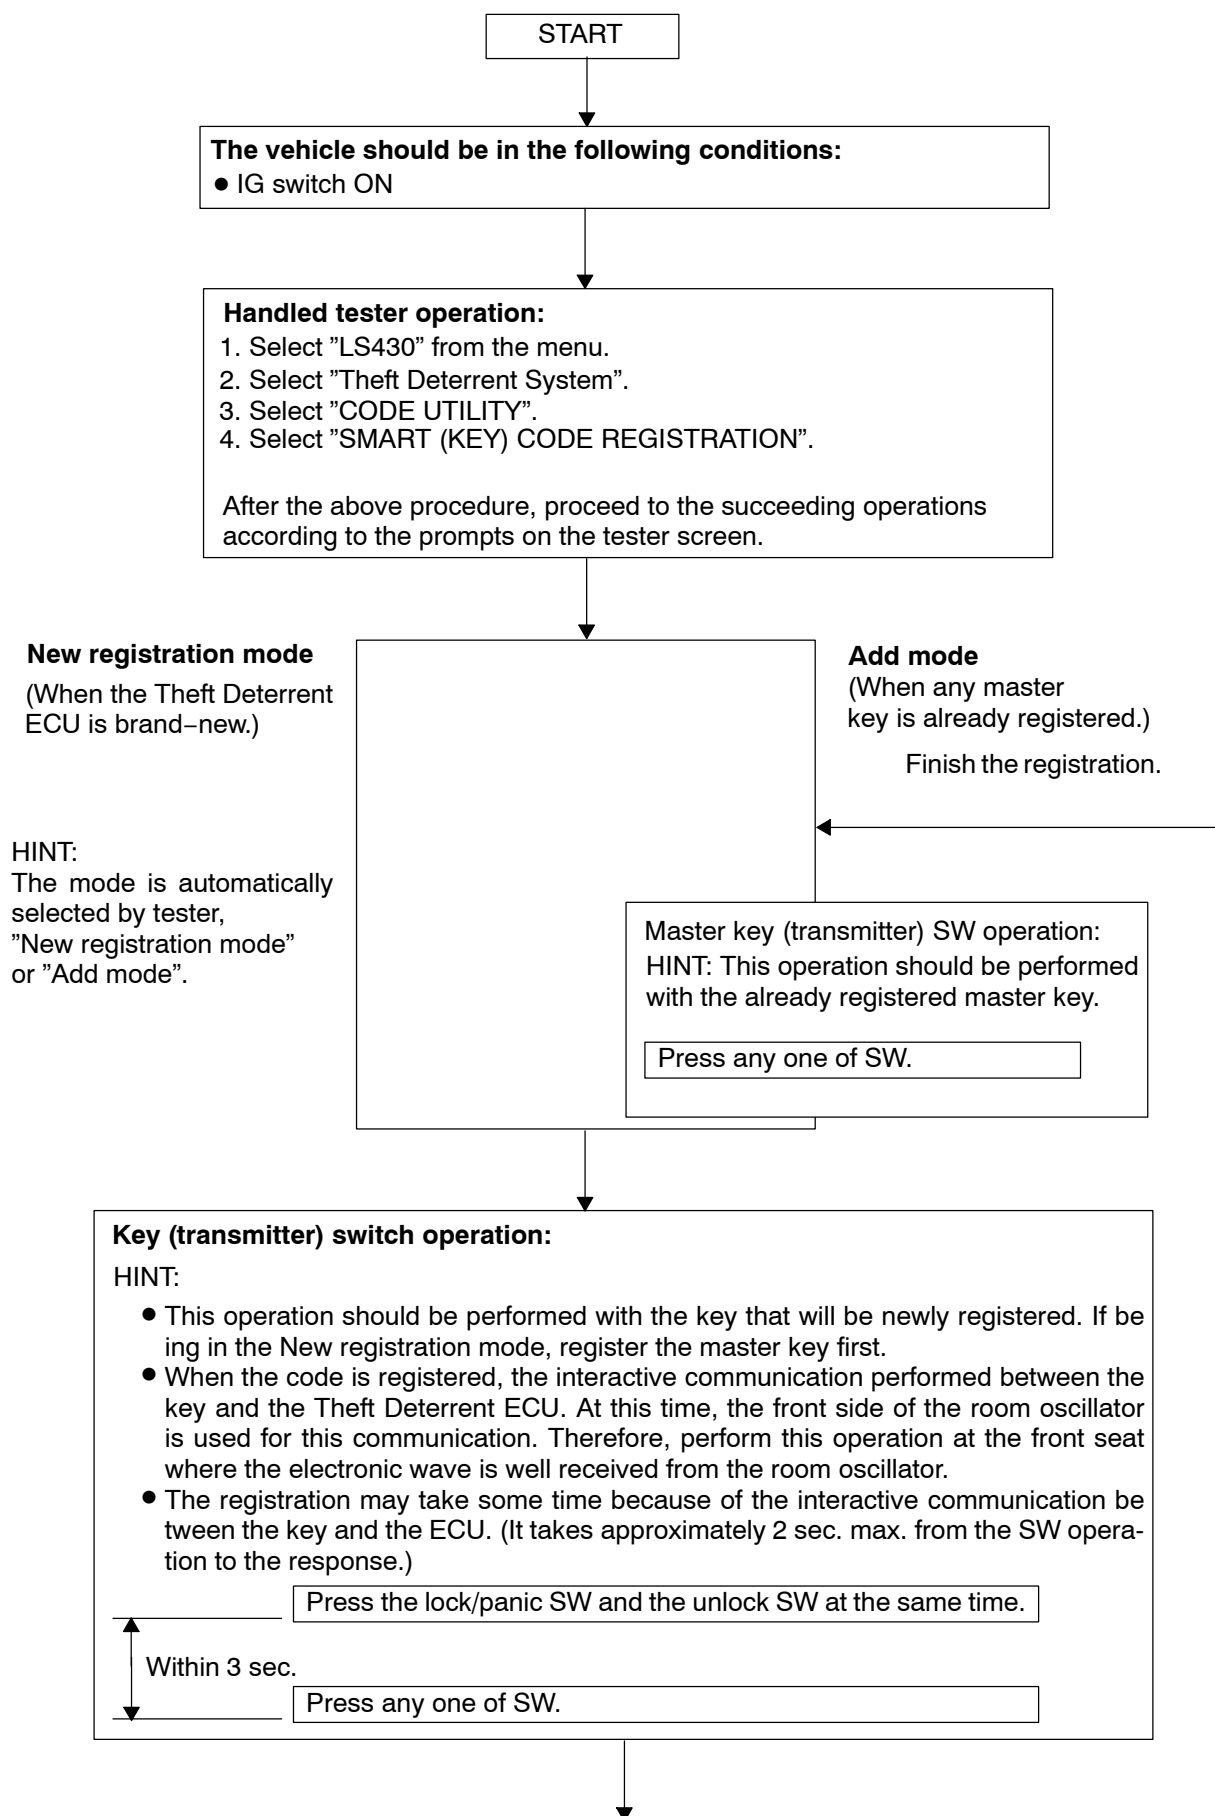 START
The vehicle should be in the following conditions:
● IG switch ON
Handled tester operation:
1. Select ”LS430” from the menu.
2. Select ”Theft Deterrent System”.
3. Select ”CODE UTILITY”.
4. Select ”SMART (KEY) CODE REGISTRATION”.
After the above procedure, proceed to the succeeding operations
according to the prompts on the tester screen.
New registration mode
(When the Theft Deterrent
ECU is brand–new.)
HINT:
The mode is automatically
selected by tester,
”New registration mode”
or ”Add mode”.
Add mode
(When any master
key is already registered.)
Finish the registration.
Master key (transmitter) SW operation:
HINT: This operation should be performed
with the already registered master key.
Press any one of SW.
Key (transmitter) switch operation:
HINT:
● This operation should be performed with the key that will be newly registered. If be
ing in the New registration mode, register the master key first.
● When the code is registered, the interactive communication performed between the
key and the Theft Deterrent ECU. At this time, the front side of the room oscillator
is used for this communication. Therefore, perform this operation at the front seat
where the electronic wave is well received from the room oscillator.
● The registration may take some time because of the interactive communication be
tween the key and the ECU. (It takes approximately 2 sec. max. from the SW opera-
tion to the response.)
Press the lock/panic SW and the unlock SW at the same time.
Within 3 sec.
Press any one of SW.